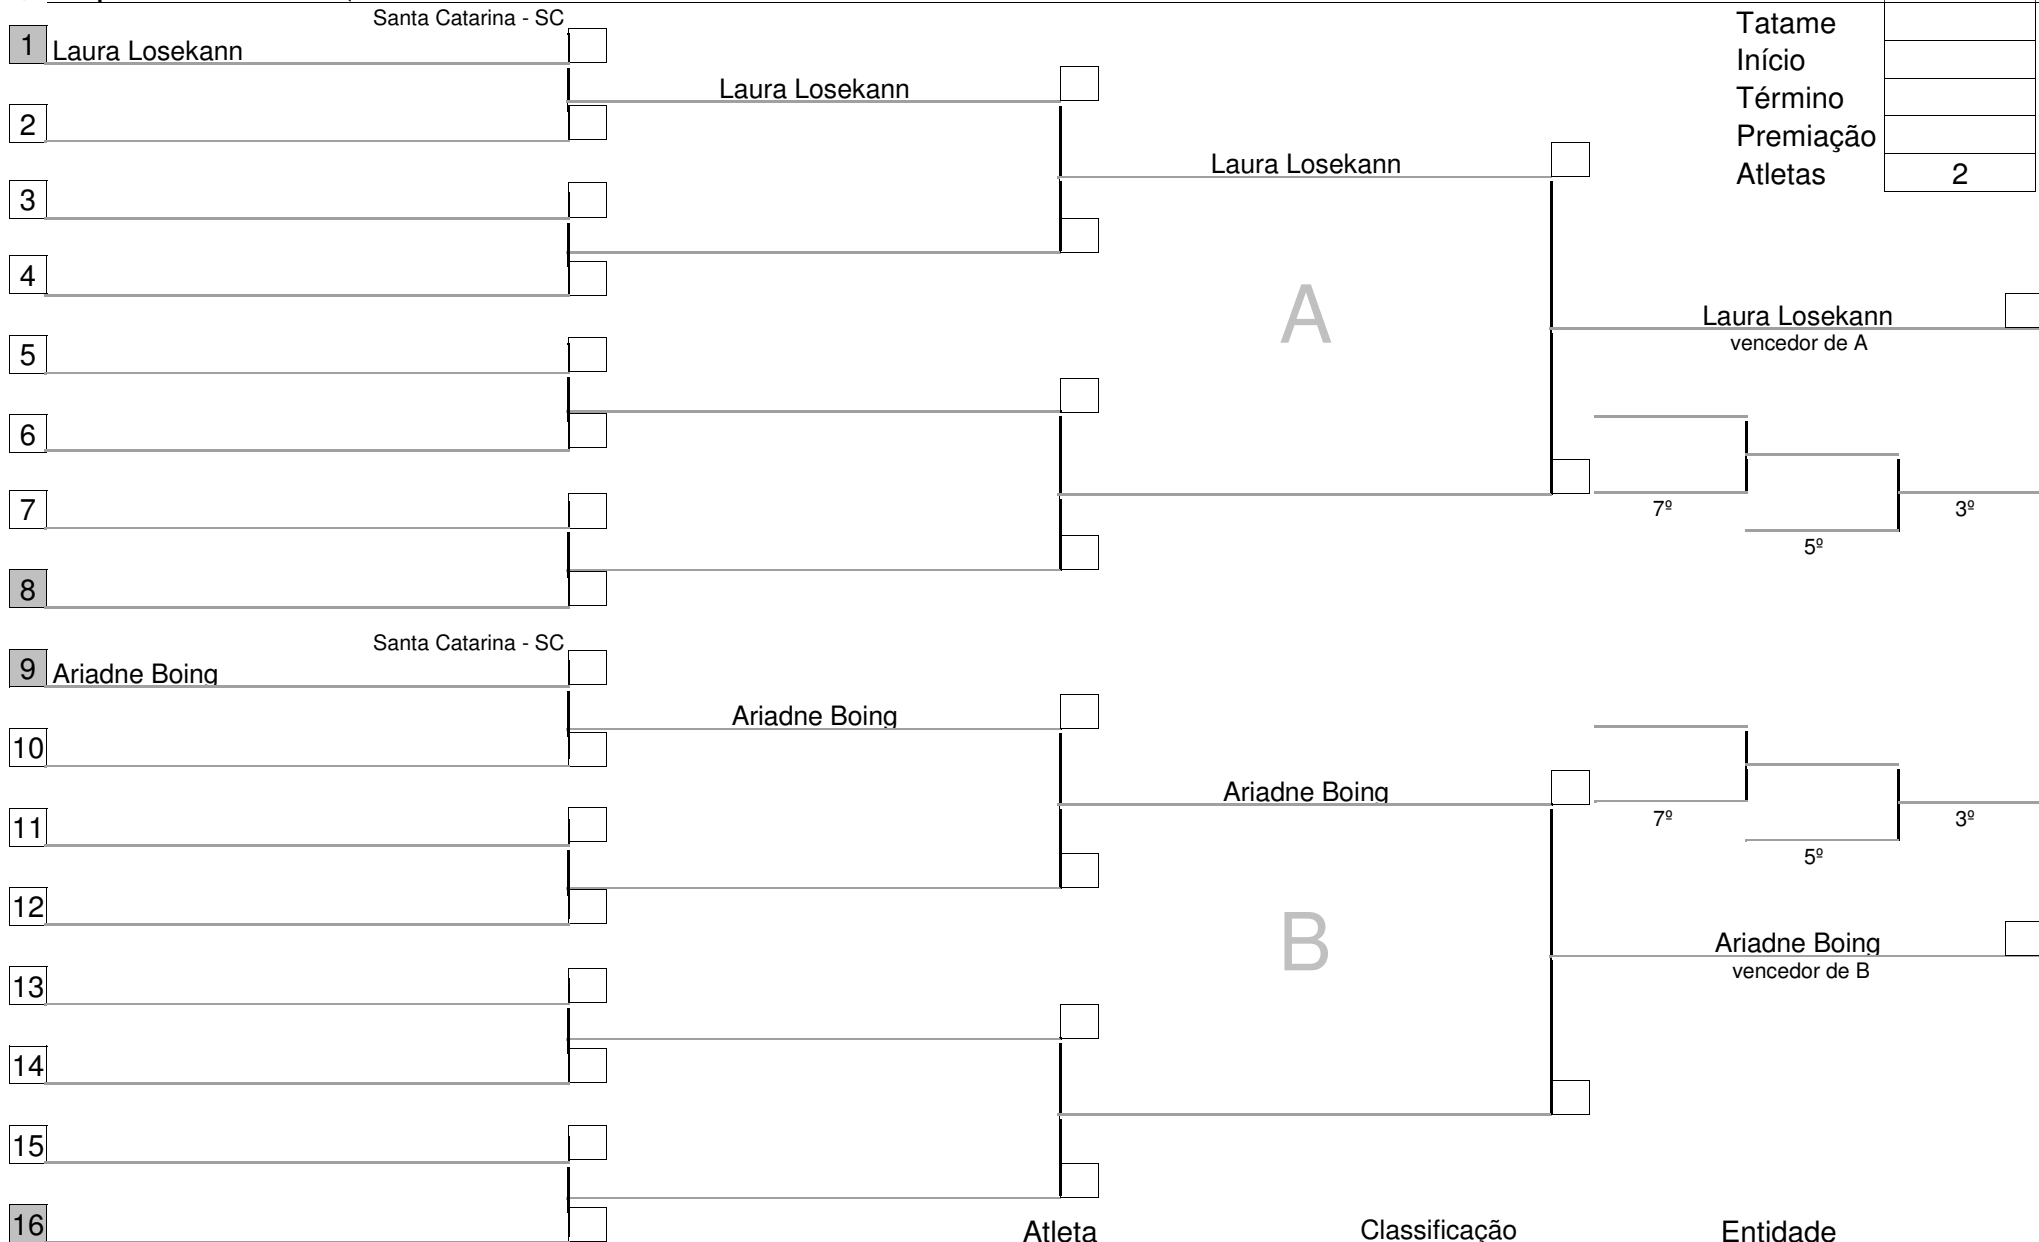 Santa Catarina - SC
1 Laura Losekann
2
3
4
5
6
7
8
Santa Catarina - SC
9 Ariadne Boing
10
11
12
13
14
15
16
Laura Losekann
Ariadne Boing
Laura Losekann
A
Ariadne Boing
B
Tatame
Início
Término
Premiação
Atletas 2
Laura Losekann
vencedor de A
7º
5º
3º
7º
5º
3º
Ariadne Boing
vencedor de B
Atleta Classificação Entidade